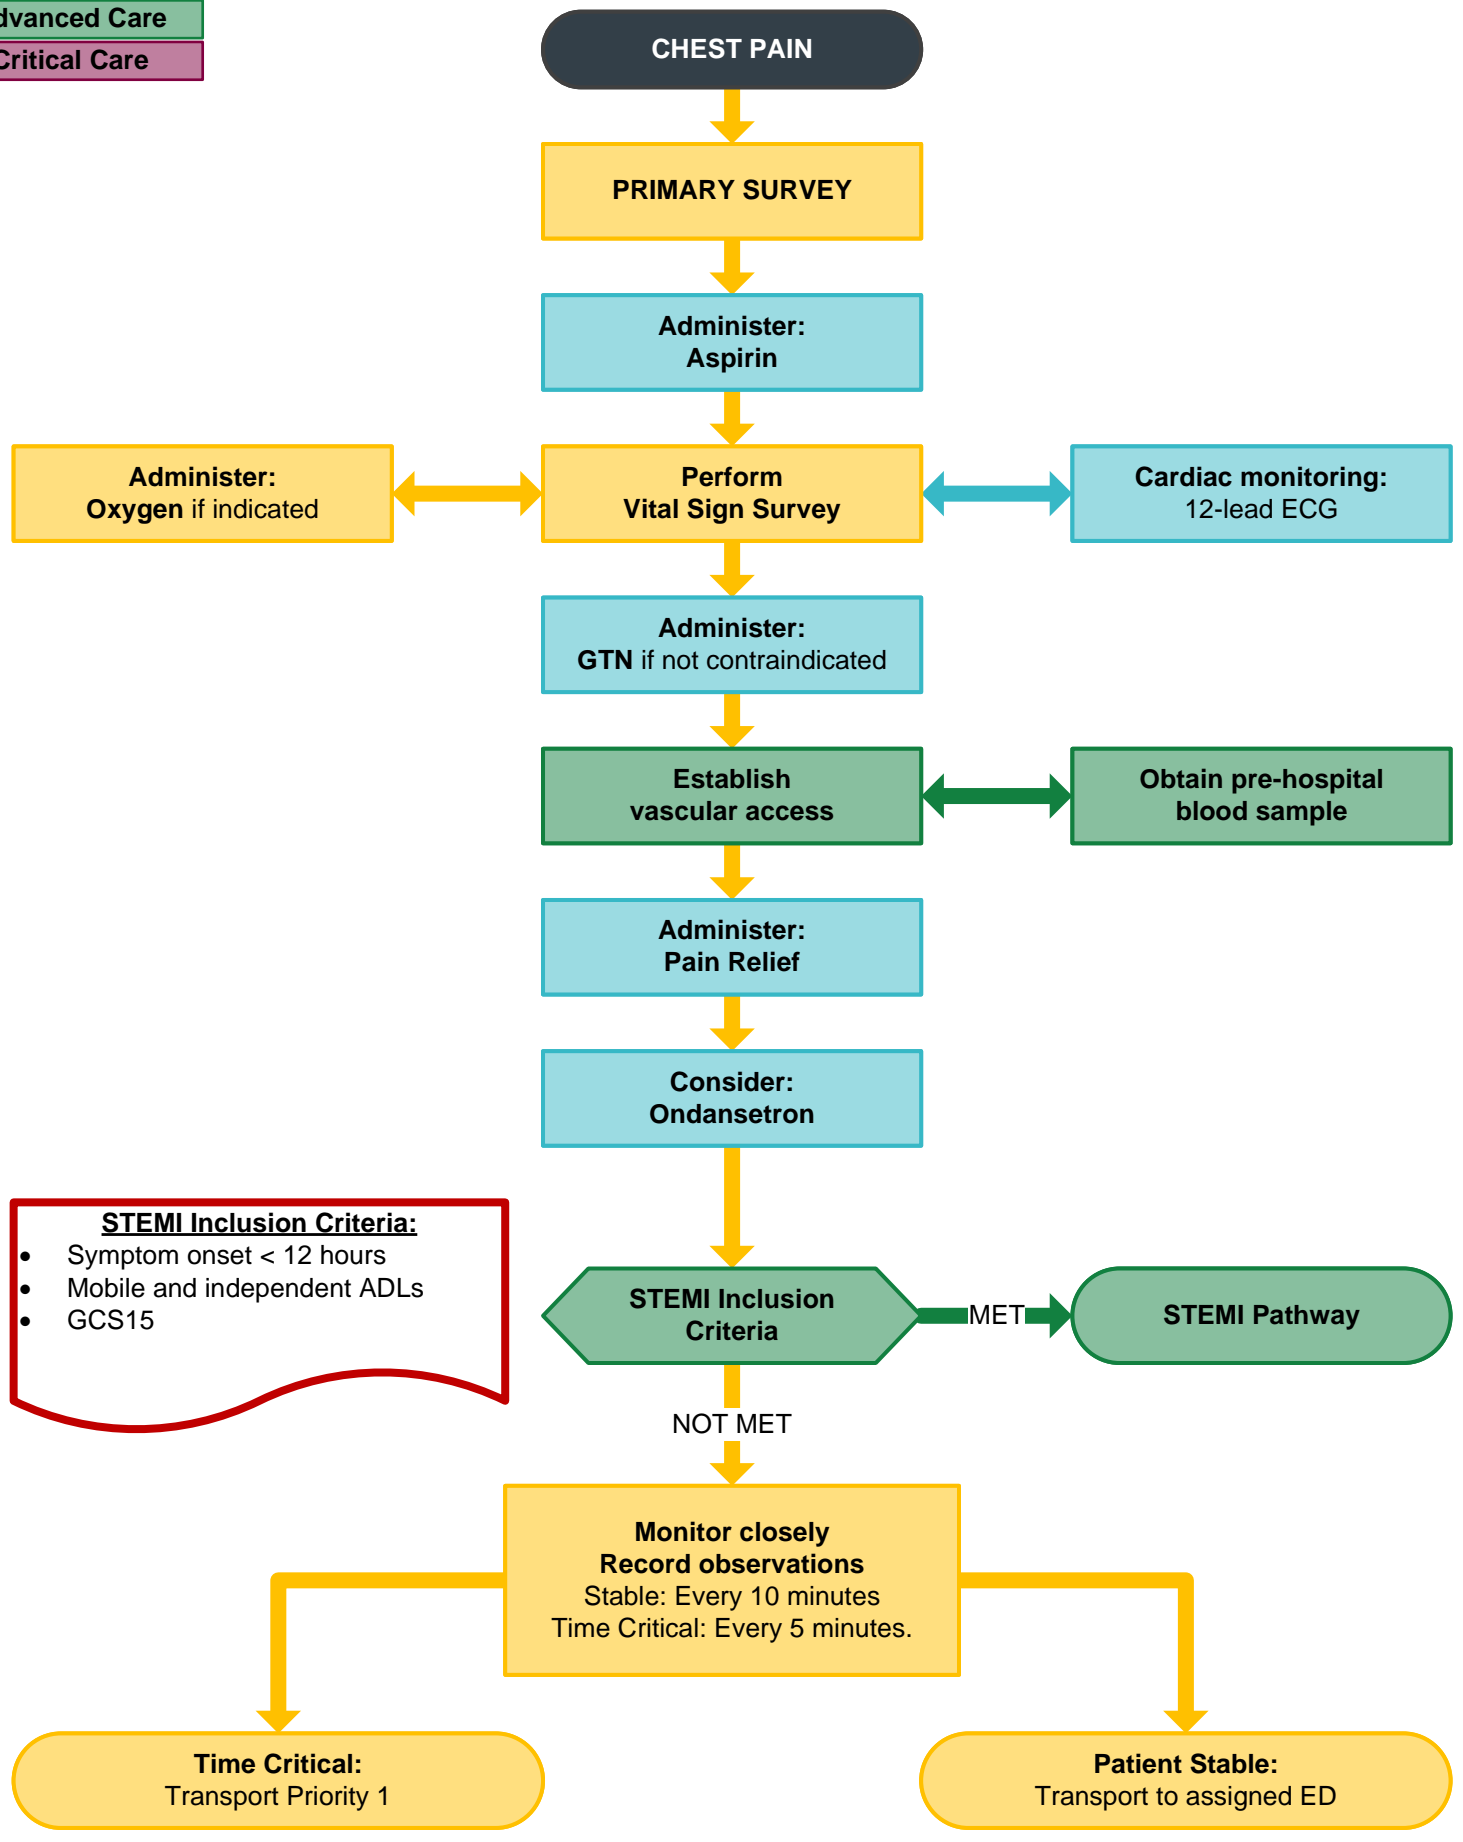 dvanced Care
Critical Care
CHEST PAIN
PRIMARY SURVEY
Administer:
Aspirin
Administer:
Oxygen if indicated
Perform
Vital Sign Survey
Cardiac monitoring:
12-lead ECG
Administer:
GTN if not contraindicated
Establish
vascular access
Obtain pre-hospital
blood sample
Administer:
Pain Relief
Consider:
Ondansetron
STEMI Inclusion Criteria:
• Symptom onset < 12 hours
• Mobile and independent ADLs
• GCS15
STEMI Inclusion
Criteria
MET
STEMI Pathway
NOT MET
Monitor closely
Record observations
Stable: Every 10 minutes
Time Critical: Every 5 minutes.
Time Critical:
Transport Priority 1
Patient Stable:
Transport to assigned ED